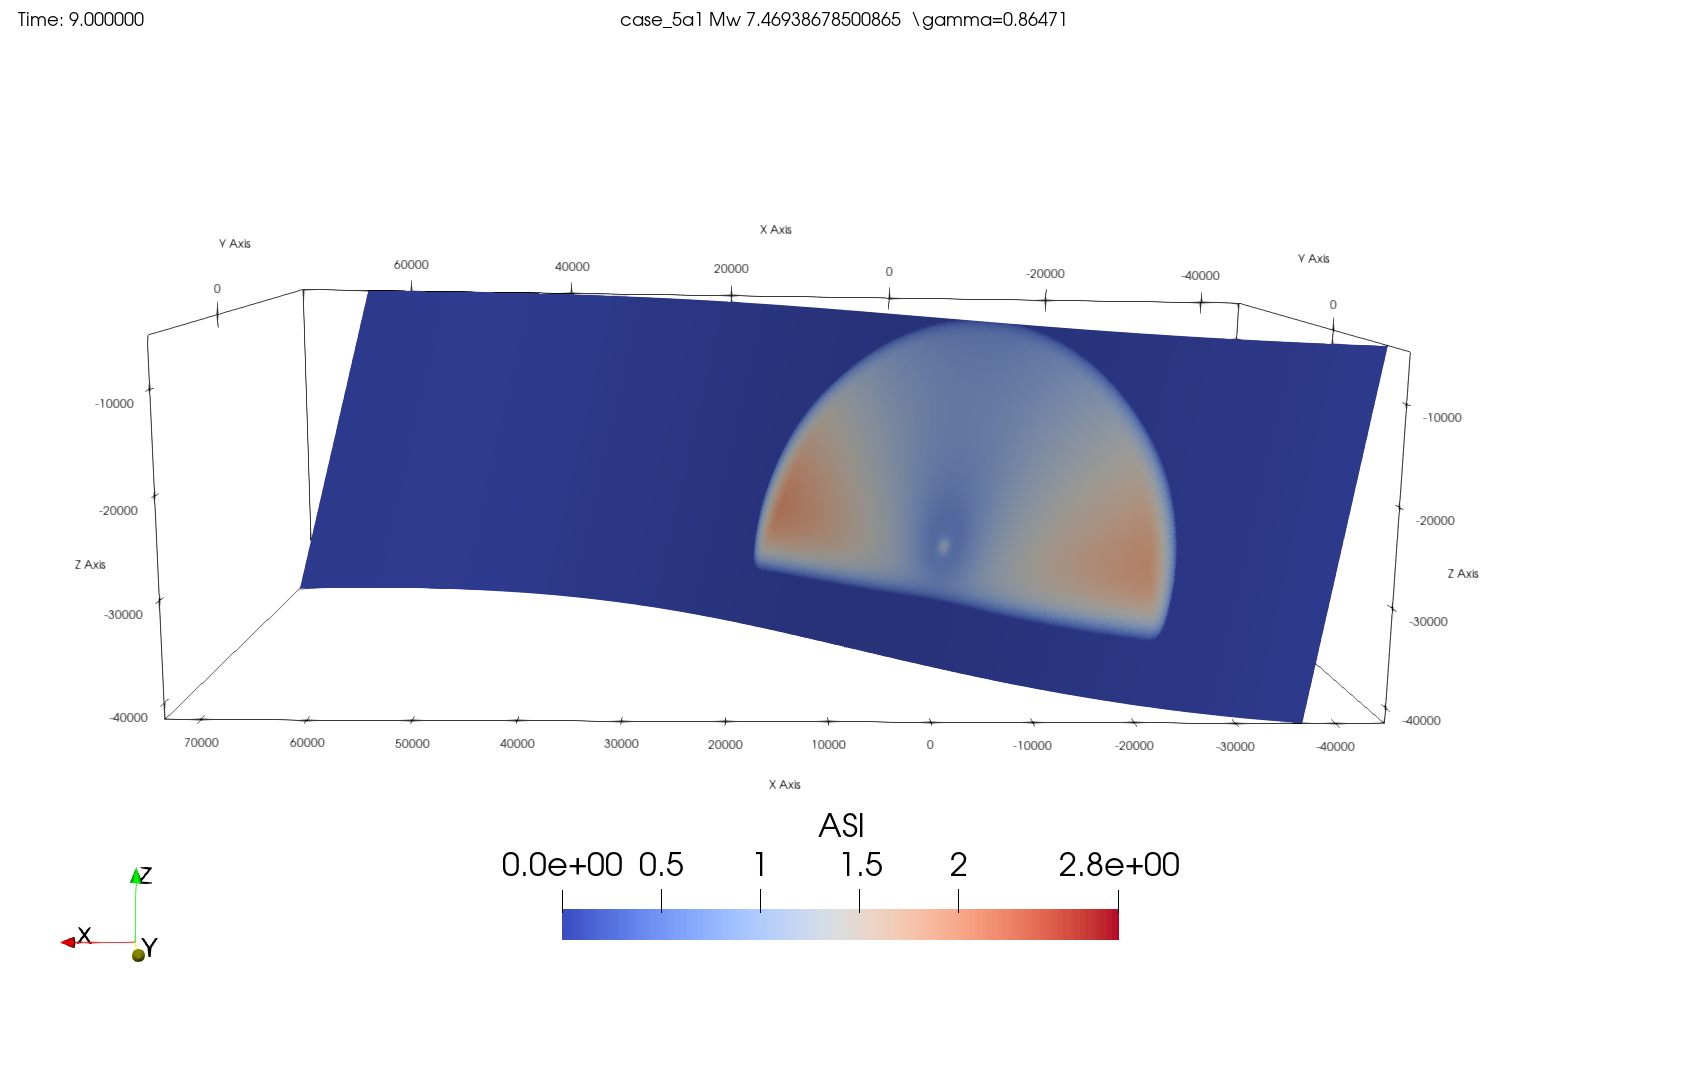 Time: 9.000000
case_5a1 Mw 7.46938678500865 \gamma=0.86471
X Axis
Y Axis
Y Axis
60000 40000 20000 0 -20000 -40000
0
0
-10000
-20000
Z Axis
-30000
-40000
-10000
-20000
Z Axis
-30000
-40000
70000 60000 50000 40000 30000 20000 10000 0 -10000 -20000 -30000 -40000
X Axis
ASI
0.0e+00 0.5 1 1.5 2 2.8e+00
Z
X
Y